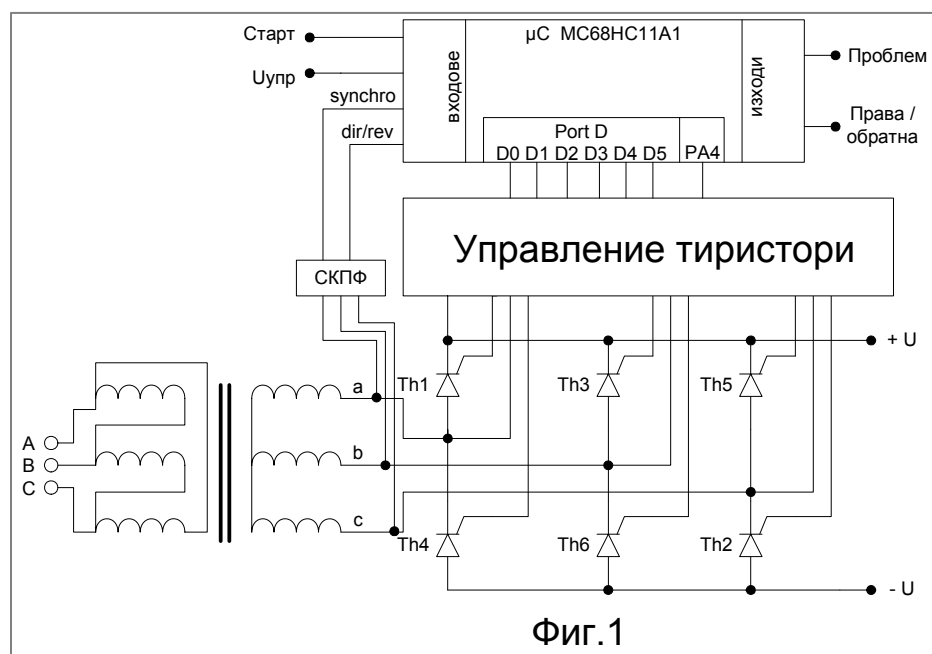 Старт
Uупр
synchro
dir/rev
входове
µC MC68HC11A1
Port D
D0 D1 D2 D3 D4 D5 PA4
изходи
Проблем
Права /
обратна
Управление тиристори
СКПФ
+ U
Th1
Th3
Th5
a
A
B
b
C
c
Th4
Th6
Th2
- U
Фиг.1